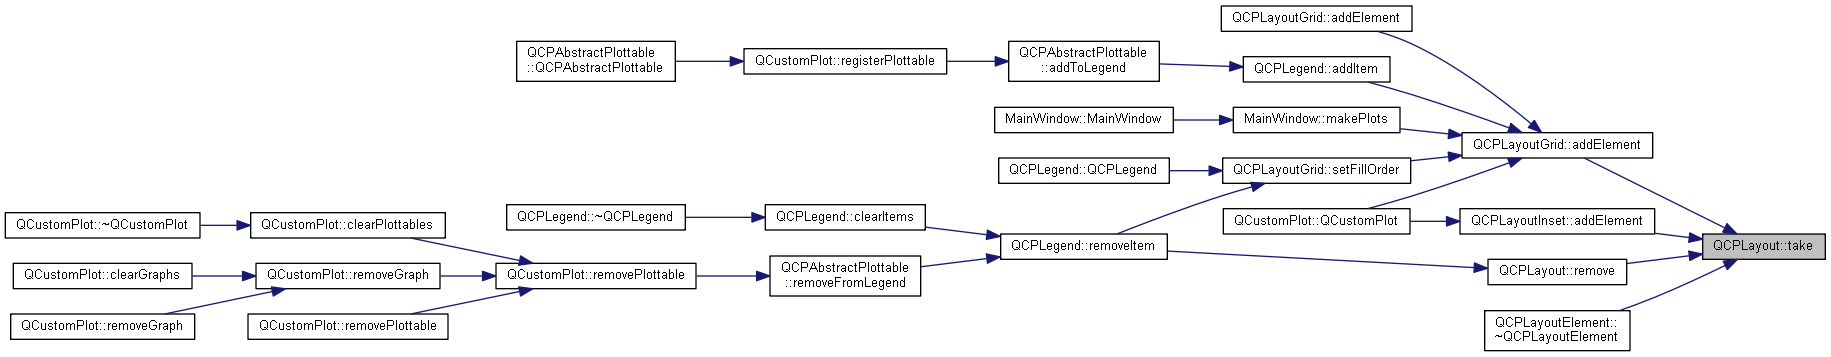 QCPLayoutGrid::addElement
QCPAbstractPlottable
::QCPAbstractPlottable
QCustomPlot::registerPlottable
QCPAbstractPlottable
::addToLegend
QCPLegend::addItem
MainWindow::MainWindow
MainWindow::makePlots
QCPLayoutGrid::addElement
QCPLegend::QCPLegend
QCPLayoutGrid::setFillOrder
QCPLegend::~QCPLegend
QCPLegend::clearItems
QCustomPlot::QCustomPlot
QCPLayoutInset::addElement
QCustomPlot::~QCustomPlot
QCustomPlot::clearPlottables
QCPLegend::removeItem
QCPLayout::take
QCustomPlot::clearGraphs
QCustomPlot::removeGraph
QCustomPlot::removePlottable
QCPAbstractPlottable
::removeFromLegend
QCPLayout::remove
QCustomPlot::removeGraph
QCustomPlot::removePlottable
QCPLayoutElement::
~QCPLayoutElement